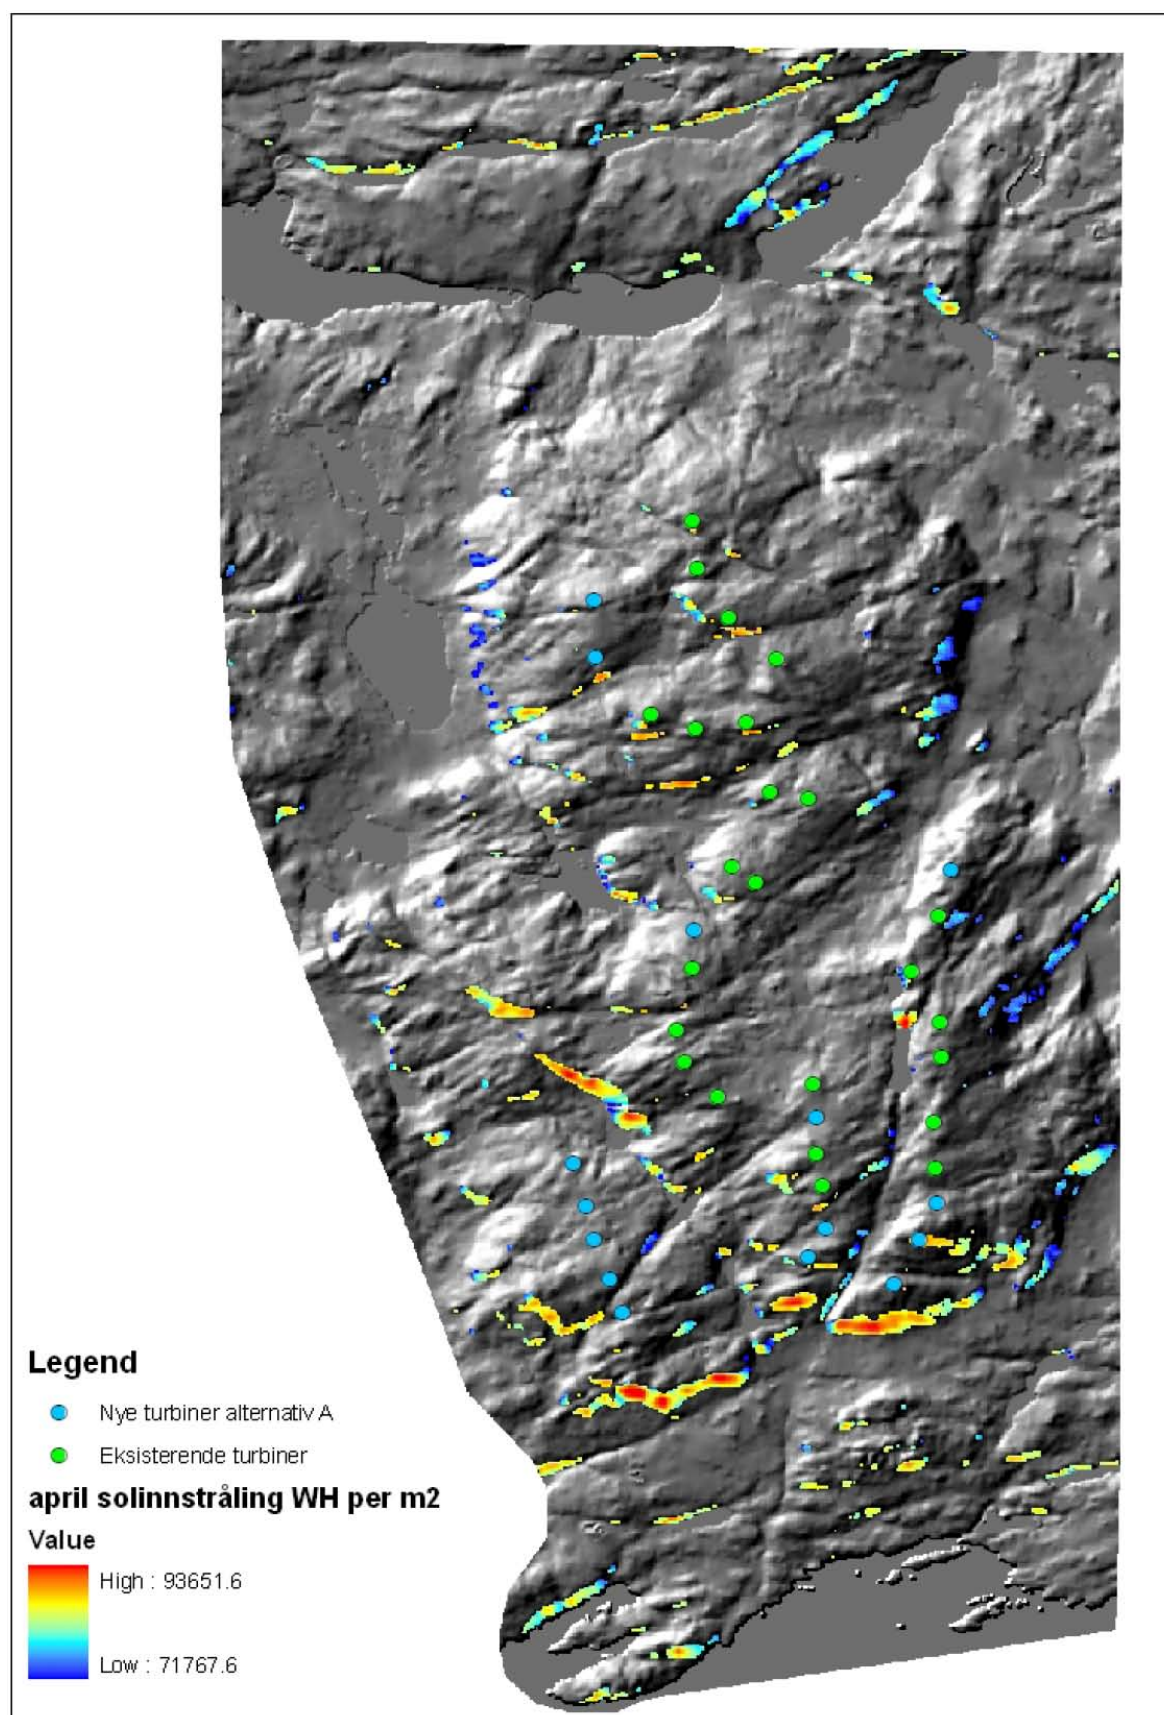 Legend
Nye turbiner alternativ A
Eksisterende turbiner
april solinnstråling WH per m2
Value
High : 93651.6
Low : 71767.6